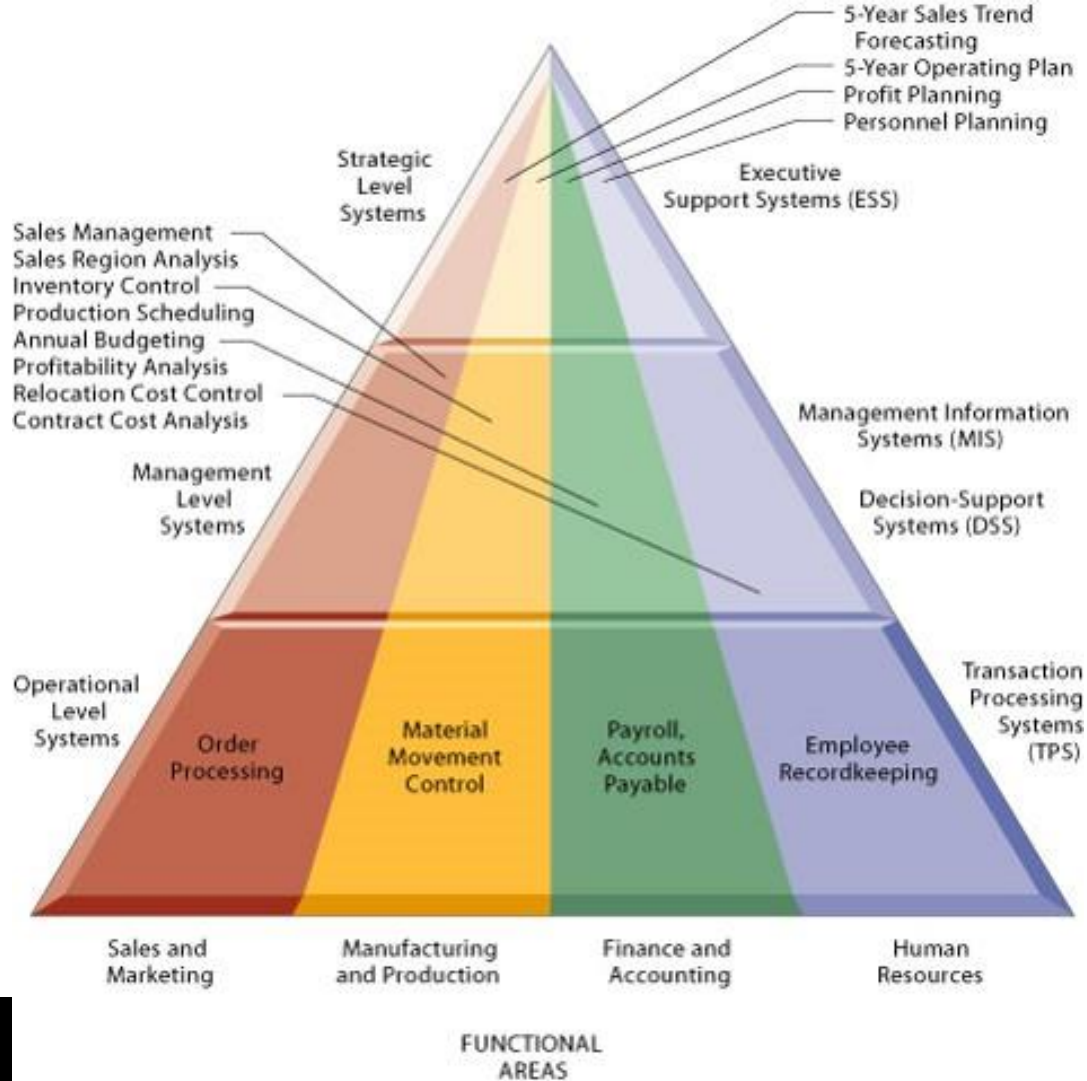 5-Year Sales Trend
Forecasting
5-Year Operating Plan
Profit Planning
Personnel Planning
Strategic
Level
Systems
Executive
Support Systems (ESS)
Sales Management
Sales Region Analysis
Inventory Control
Production Scheduling
Annual Budgeting
Profitability Analysis
Relocation Cost Control
Contract Cost Analysis
Management Information
Systems (MIS)
Management
Level
Systems
Decision-Support
Systems (DSS)
Operational
Level
Systems
Transaction
Processing
Systems
(TPS)
Order
Processing
Material
Movement
Control
Payroll,
Accounts
Payable
Employee
Recordkeeping
Sales and
Marketing
Manufacturing
and Production
Finance and
Accounting
Human
Resources
FUNCTIONAL
AREAS